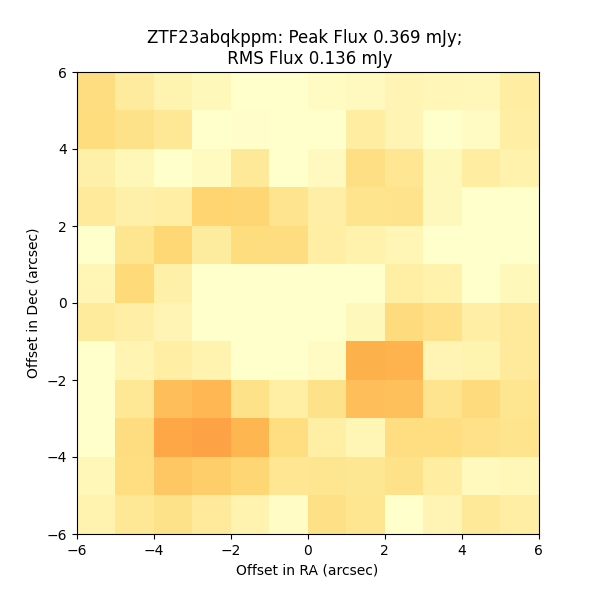 ZTF23abqkppm: Peak Flux 0.369 mJy;
RMS Flux 0.136 mJy
6
4
2
0
−2
−4
−6
Offset in Dec (arcsec)
−6 −4 −2 0 2 4 6
Offset in RA (arcsec)